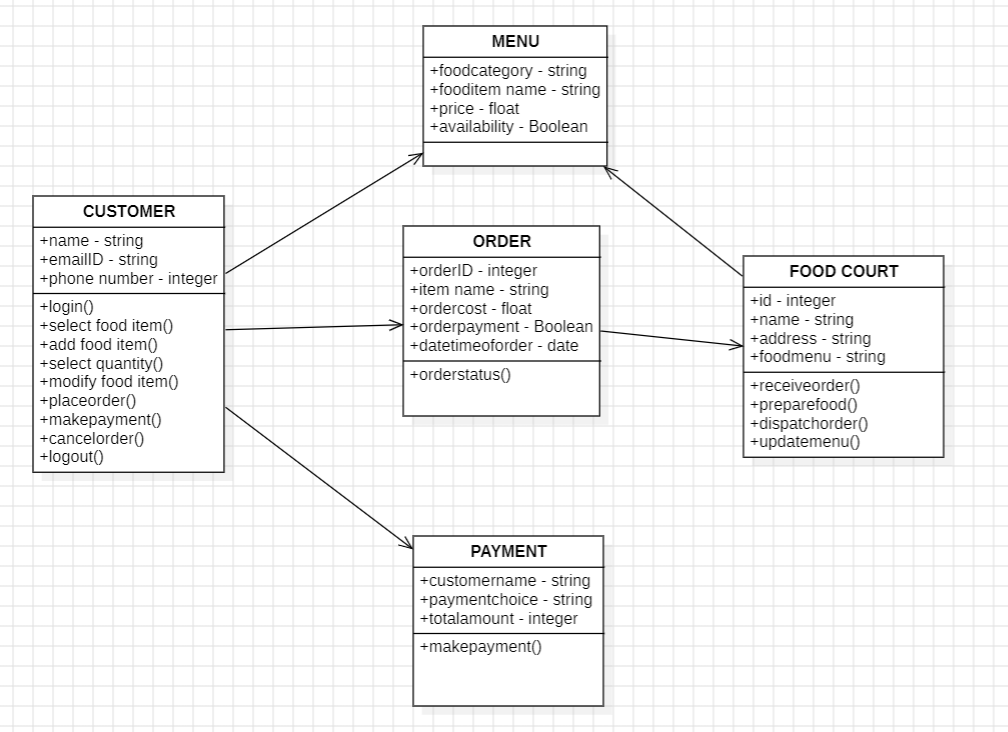 MENU
+foodcategory - string
+fooditem name - string
+price - float
+availability - Boolean
CUSTOMER
+name - string
+emailID - string
+phone number - integer
+login()
+select food item()
+add food item()
+select quantity()
+modify food item()
+placeorder()
+makepayment()
+cancelorder()
+logout()
ORDER
+orderID - integer
+item name - string
+ordercost - float
+orderpayment - Boolean
+datetimeoforder - date
+orderstatus()
FOOD COURT
+id - integer
+name - string
+address - string
+foodmenu - string
+receiveorder()
+preparefood()
+dispatchorder()
+updatemenu()
PAYMENT
+customername - string
+paymentchoice - string
+totalamount - integer
+makepayment()